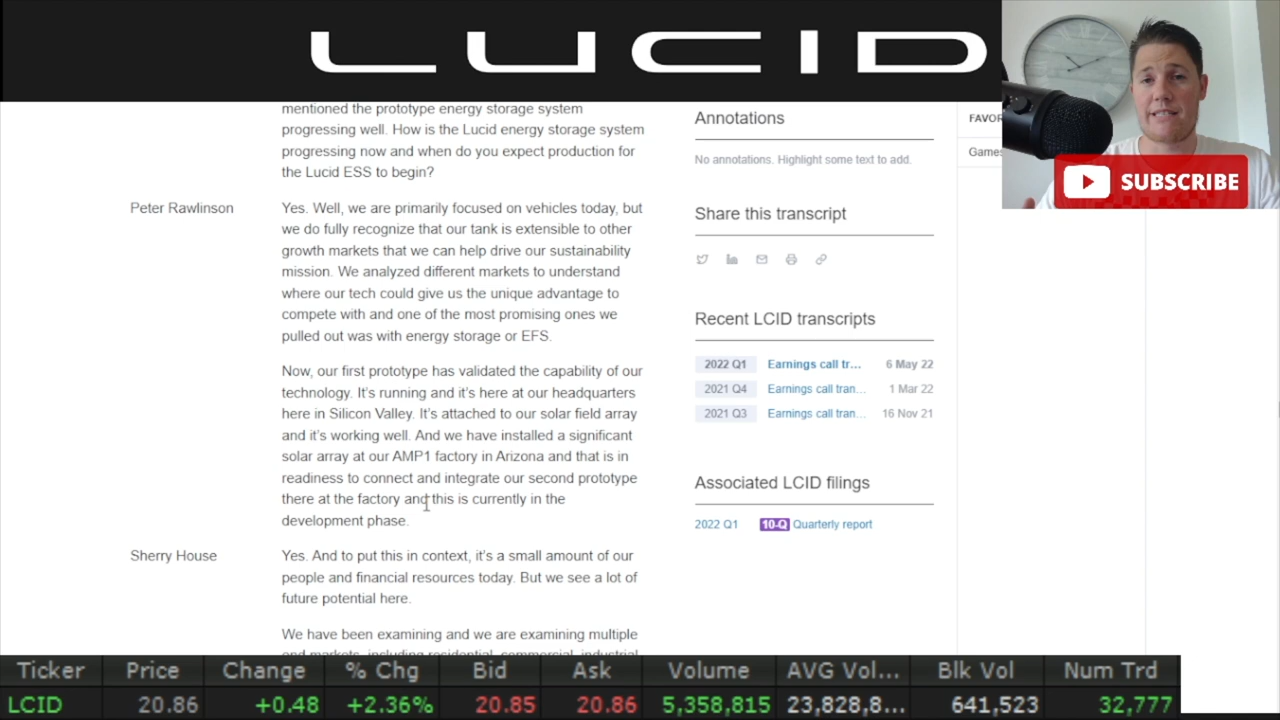 LUCID
mentioned the prototype energy storage system
progressing well. How is the Lucid energy storage system
progressing now and when do you expect production for
the Lucid ESS to begin?
Peter Rawlinson
Yes. Well, we are primarily focused on vehicles today, but
we do fully recognize that our tank is extensible to other
growth markets that we can help drive our sustainability
mission. We analyzed different markets to understand
where our tech could give us the unique advantage to
compete with and one of the most promising ones we
pulled out was with energy storage or EFS.
Now, our first prototype has validated the capability of our
technology. It's running and it's here at our headquarters
here in Silicon Valley. It's attached to our solar field array
and it's working well. And we have installed a significant
solar array at our AMP1 factory in Arizona and that is in
readiness to connect and integrate our second prototype
there at the factory and this is currently in the
development phase.
Sherry House
Yes. And to put this in context, it's a small amount of our
people and financial resources today. But we see a lot of
future potential here.
We have been examining and we are examining multiple
end markets, including residential, commercial, industrial
Annotations
No annotations. Highlight some text to add.
Share this transcript
Recent LCID transcripts
2022 Q1 Earnings call tr... 6 May 22
2021 Q4 Earnings call tran... 1 Mar 22
2021 Q3 Earnings call tran... 16 Nov 21
Associated LCID filings
2022 Q1 10-Q Quarterly report
FAVOR
Games
SUBSCRIBE
Ticker Price Change % Chg Bid Ask Volume AVG Vol... Blk Vol Num Trd
LCID 20.86 +0.48 +2.36% 20.85 20.86 5,358,815 23,828,8... 641,523 32,777